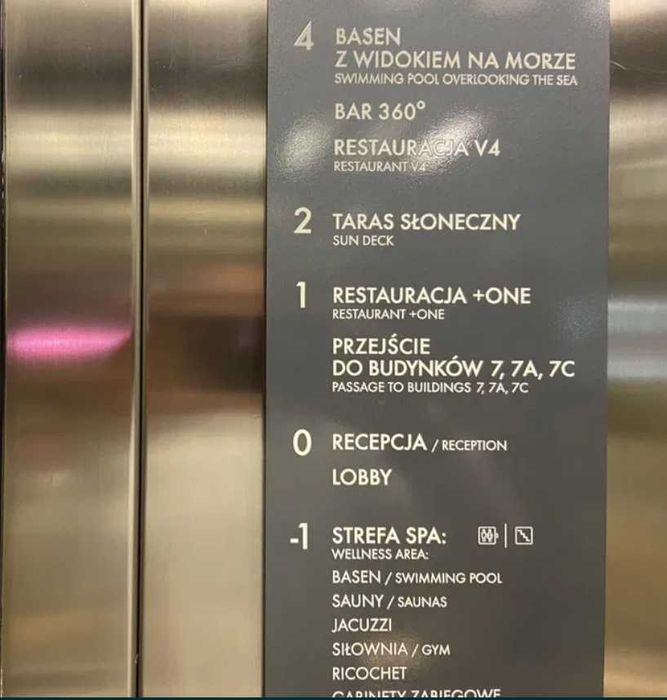 4 BASEN
Z WIDOKIEM NA MORZE
SWIMMING POOL OVERLOOKING THE SEA
BAR 360°
RESTAURACJA V4
RESTAURANT V4
2 TARAS SŁONECZNY
SUN DECK
1 RESTAURACJA +ONE
RESTAURANT +ONE
PRZEJŚCIE
DO BUDYNKÓW 7, 7A, 7C
PASSAGE TO BUILDINGS 7, 7A, 7C
0 RECEPCJA / RECEPTION
LOBBY
-1 STREFA SPA:
WELLNESS AREA:
BASEN / SWIMMING POOL
SAUNY / SAUNAS
JACUZZI
SIŁOWNIA / GYM
RICOCHET
GABINETY ZABIEGOWE